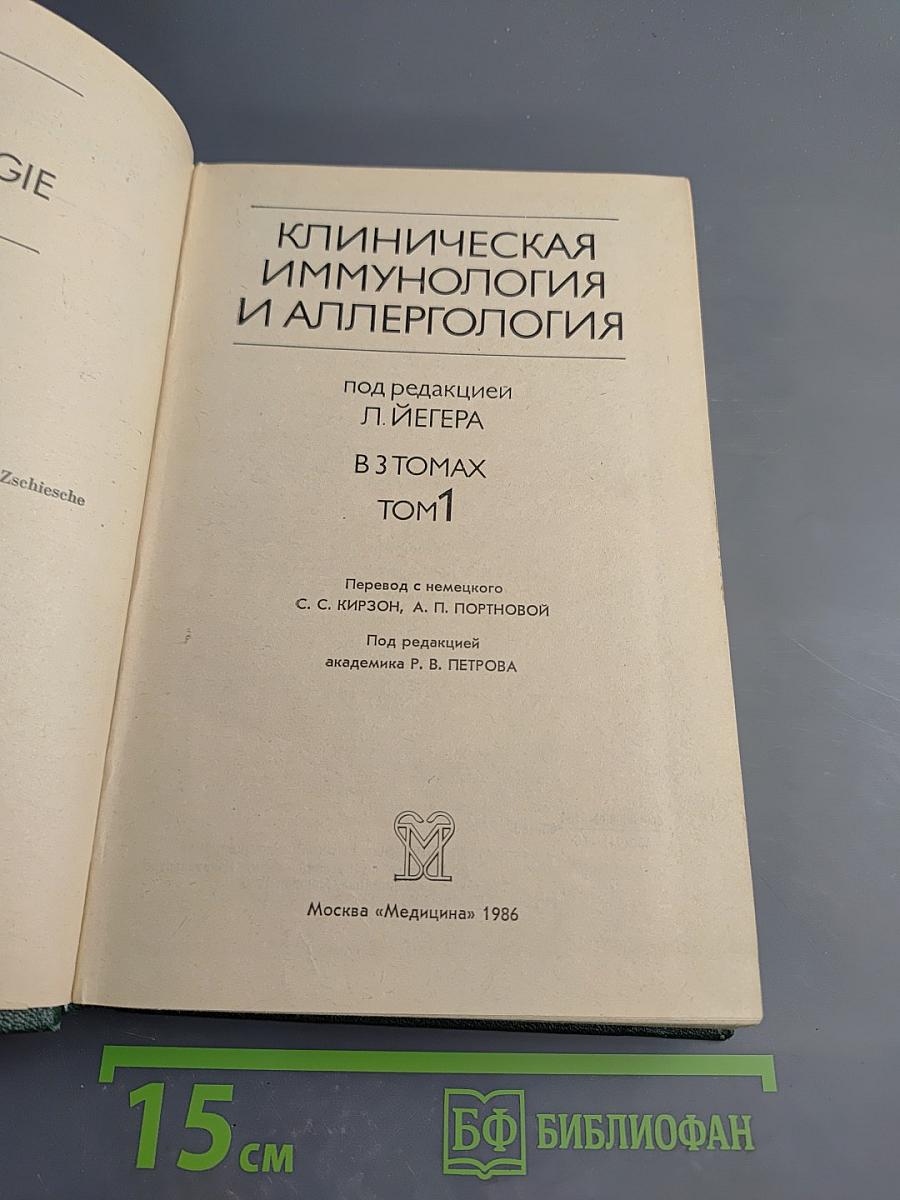 GIE
Zschiesche
КЛИНИЧЕСКАЯ
ИММУНОЛОГИЯ
И АЛЛЕРГОЛОГИЯ
под редакцией
Л. ЙЕГЕРА
В 3 ТОМАХ
ТОМ 1
Перевод с немецкого
С. С. КИРЗОН, А. П. ПОРТНОВОЙ
Под редакцией
академика Р. В. ПЕТРОВА
Москва «Медицина» 1986
15 см
БФ БИБЛИОФАН